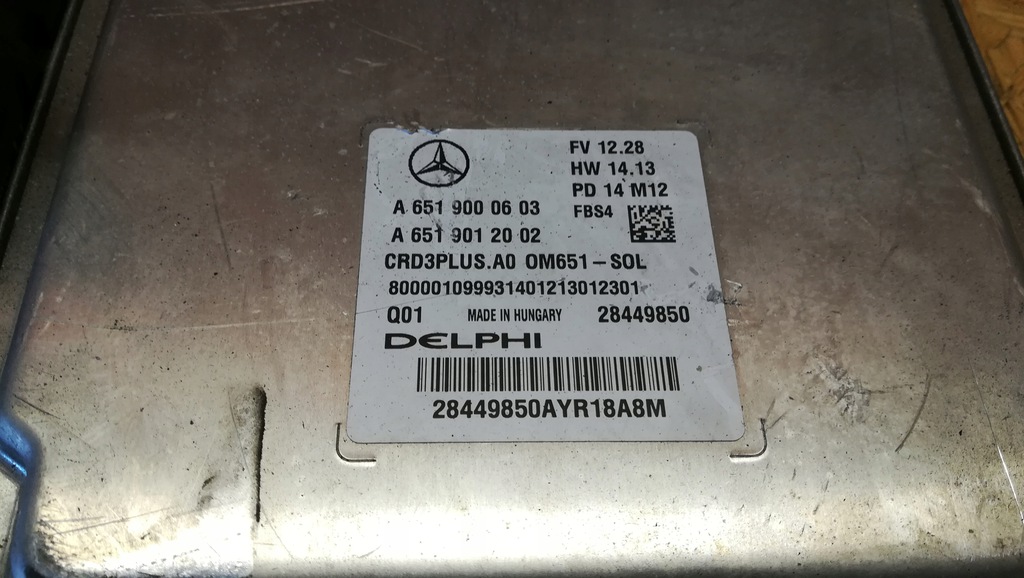 FV 12.28
HW 14.13
PD 14 M12
A 651 900 06 03
FBS4
A 651 901 20 02
CRD3PLUS.A0 OM651-SOL
800001099931401213012301
Q01 MADE IN HUNGARY 28449850
DELPHI
28449850AYR18A8M